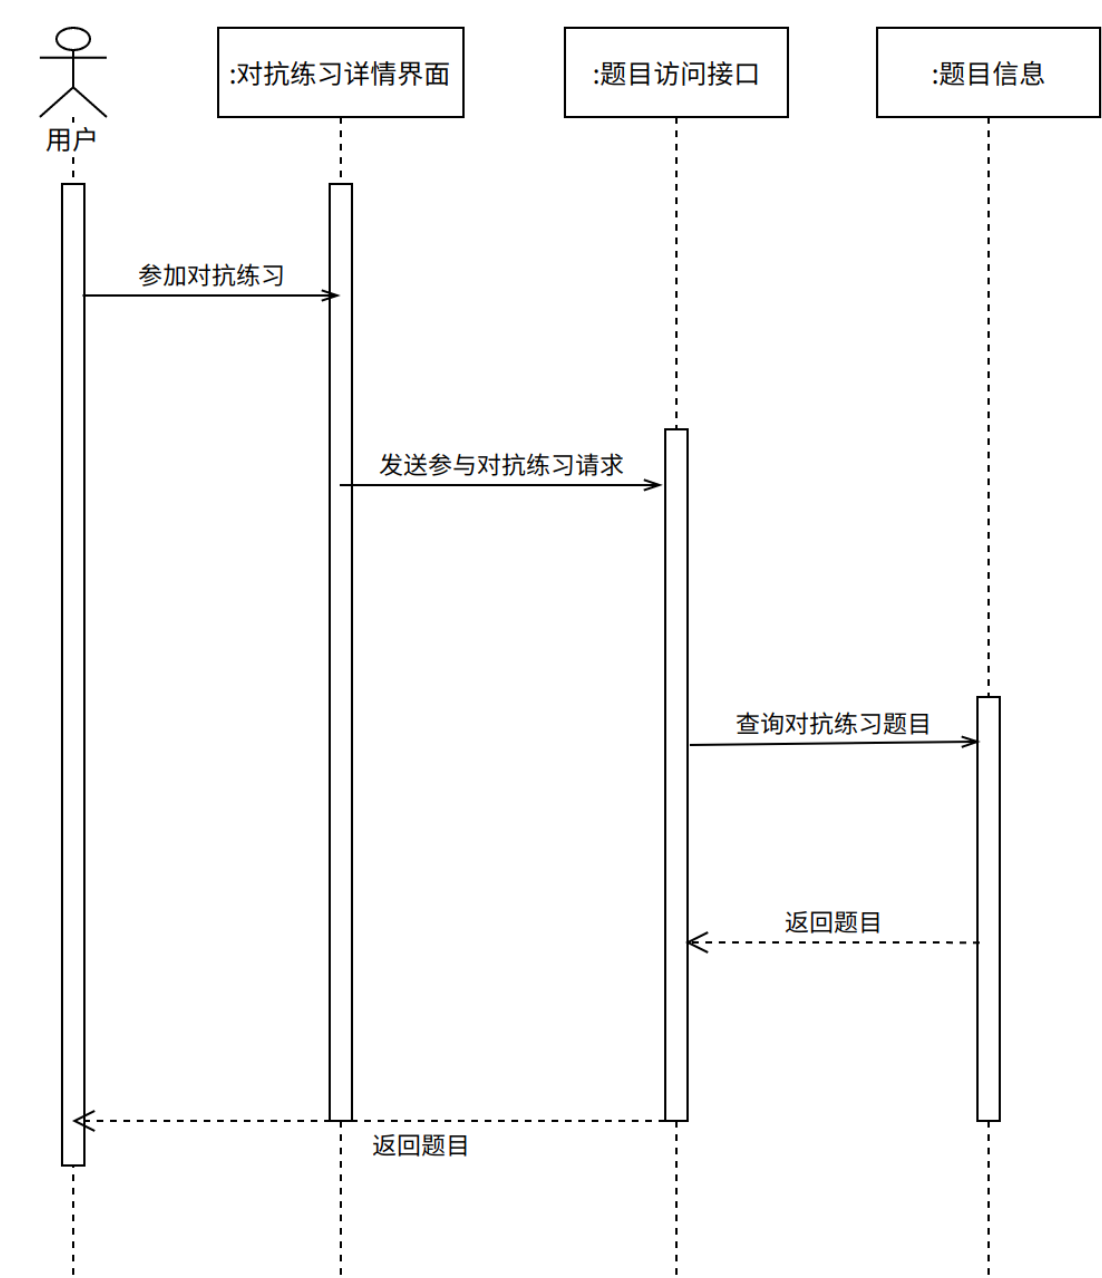 :对抗练习详情界面
:题目访问接口
:题目信息
用户
参加对抗练习
发送参与对抗练习请求
查询对抗练习题目
返回题目
返回题目